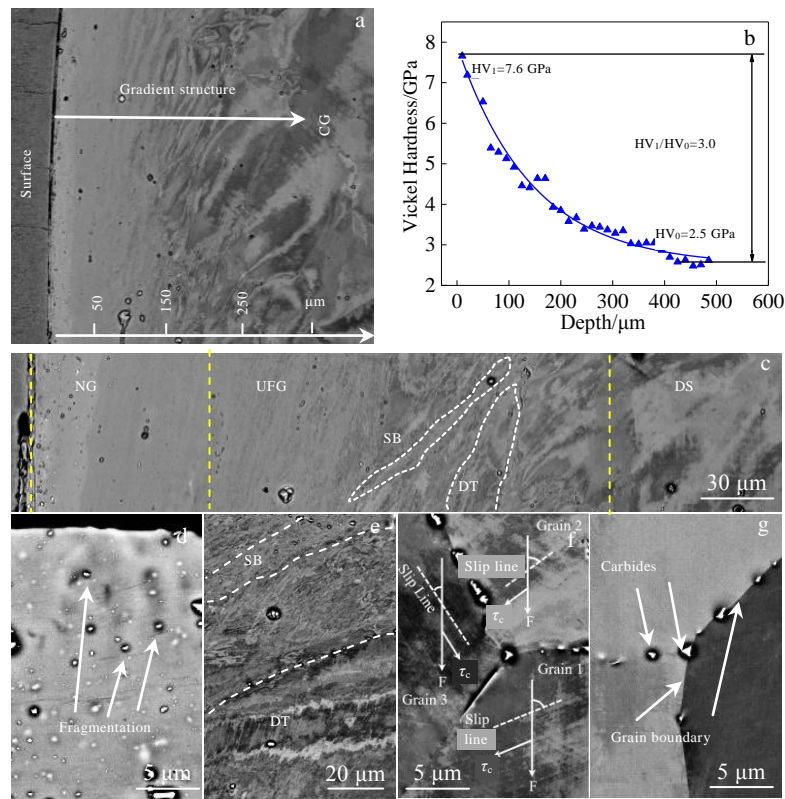 a
Gradient structure
CG
Surface
50
150
250
μm
b
8
7
6
5
4
3
2
Vickel Hardness/GPa
HV₁=7.6 GPa
HV₁/HV₀=3.0
HV₀=2.5 GPa
0
100
200
300
400
500
600
Depth/μm
c
NG
UFG
DS
SB
DT
30 μm
d
Fragmentation
5 μm
e
SB
DT
20 μm
Grain 2
f
Slip line
Slip Line
τc
F
τc
F
Grain 1
Grain 3
Slip
line
τc
F
5 μm
g
Carbides
Grain boundary
5 μm